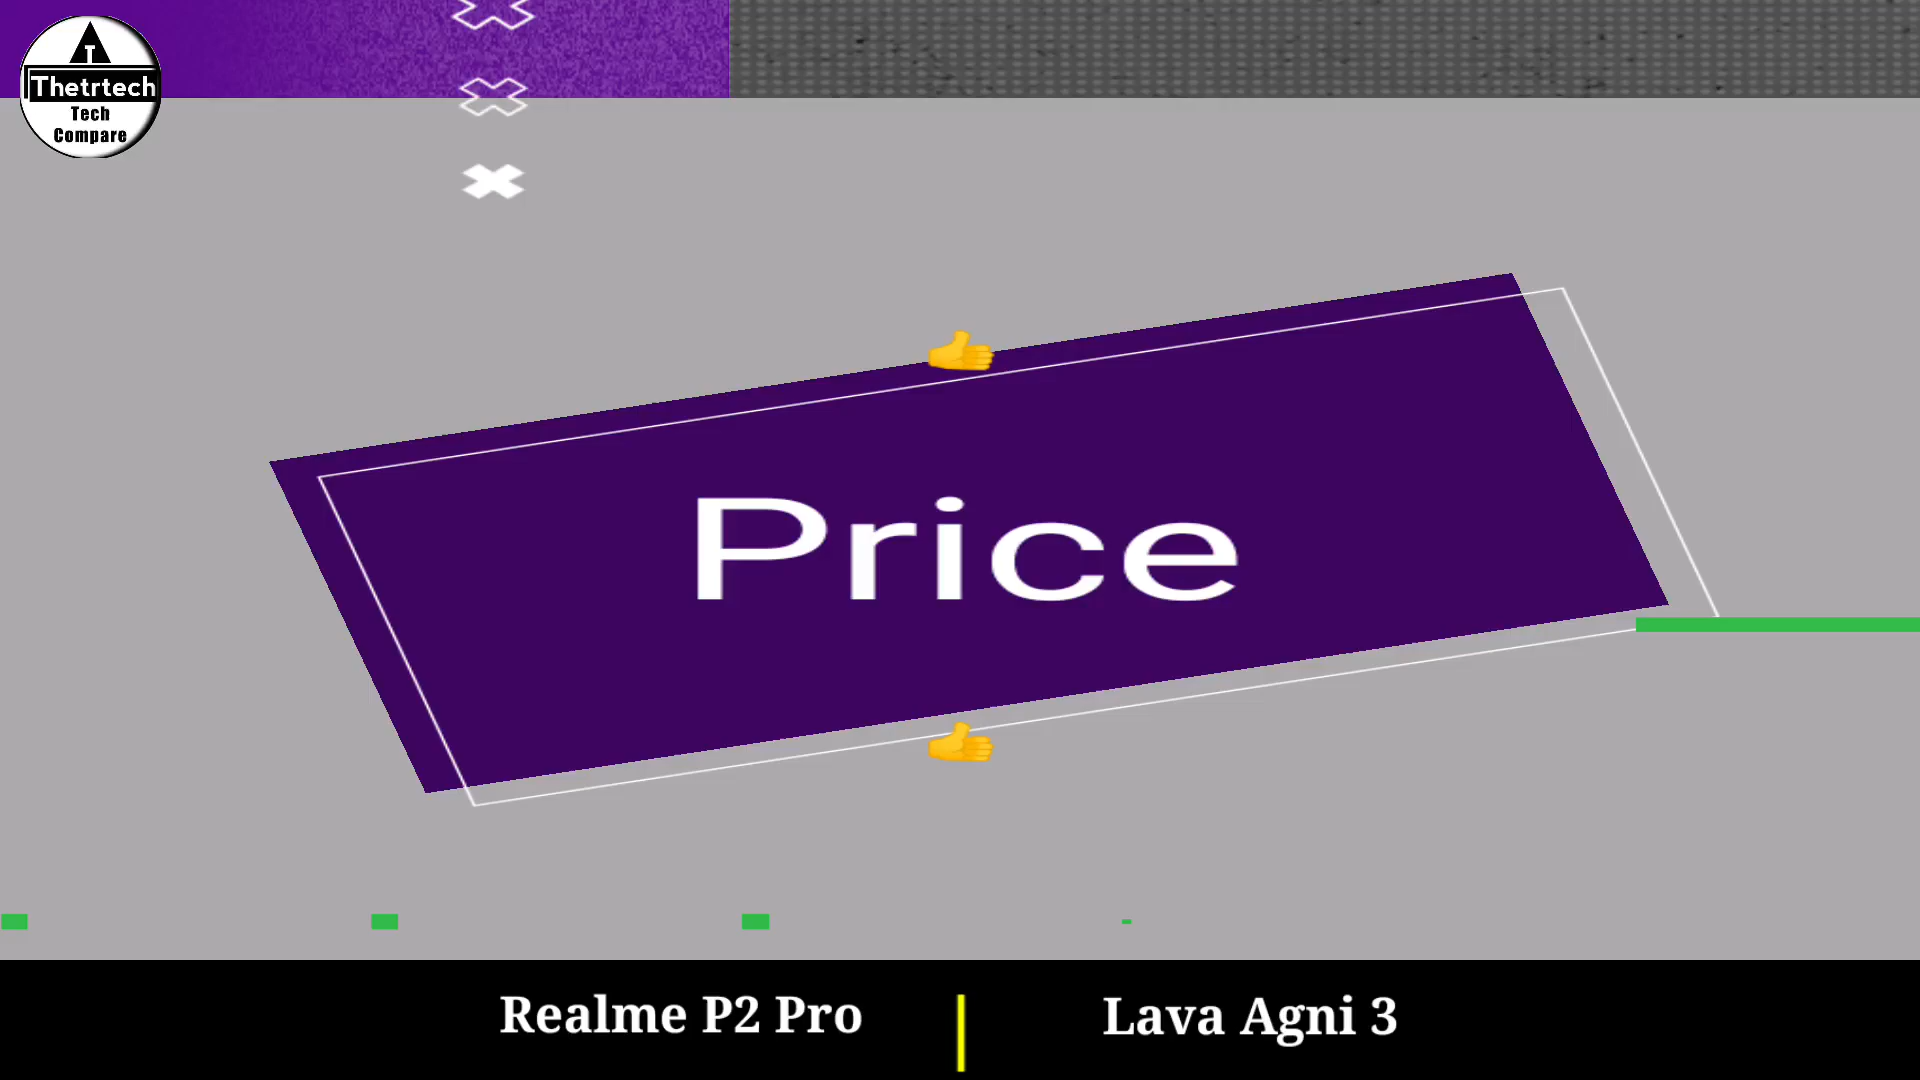 T
Thetrtech
Tech
Compare
Price
Realme P2 Pro
Lava Agni 3